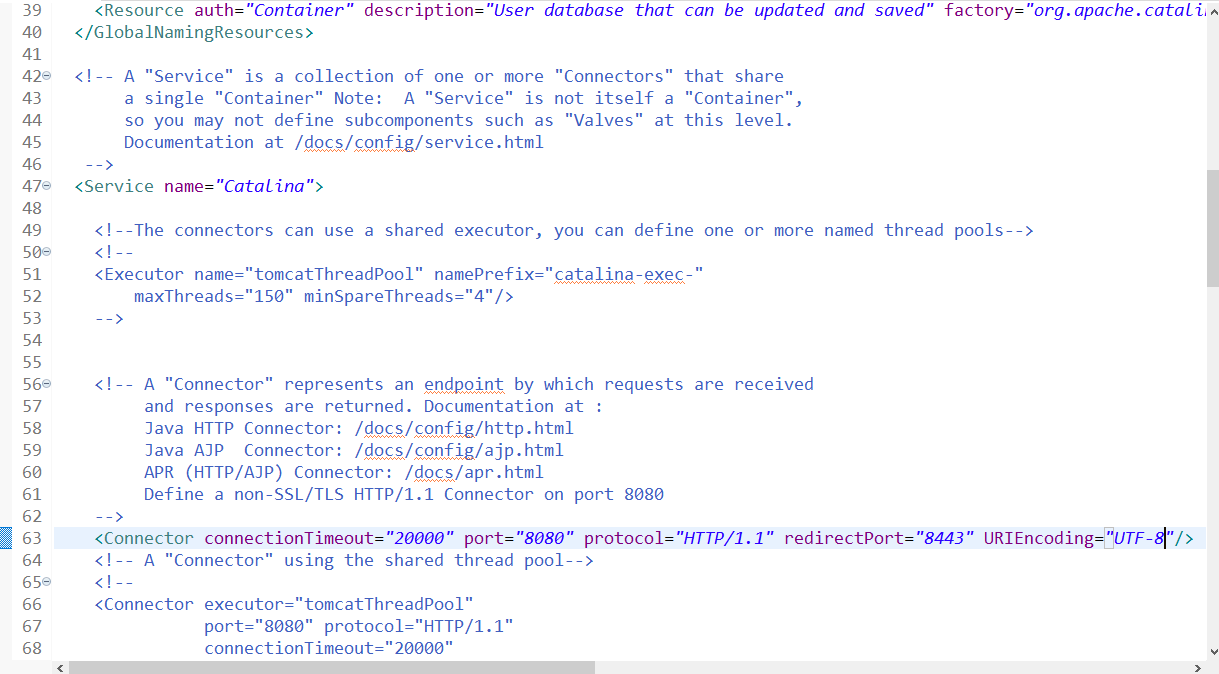 39 <Resource auth="Container" description="User database that can be updated and saved" factory="org.apache.catali
40 </GlobalNamingResources>
41
42 <!-- A "Service" is a collection of one or more "Connectors" that share
43 a single "Container" Note:  A "Service" is not itself a "Container",
44 so you may not define subcomponents such as "Valves" at this level.
45 Documentation at /docs/config/service.html
46 -->
47 <Service name="Catalina">
48
49 <!--The connectors can use a shared executor, you can define one or more named thread pools-->
50 <!--
51 <Executor name="tomcatThreadPool" namePrefix="catalina-exec-"
52 maxThreads="150" minSpareThreads="4"/>
53 -->
54
55
56 <!-- A "Connector" represents an endpoint by which requests are received
57 and responses are returned. Documentation at :
58 Java HTTP Connector: /docs/config/http.html
59 Java AJP  Connector: /docs/config/ajp.html
60 APR (HTTP/AJP) Connector: /docs/apr.html
61 Define a non-SSL/TLS HTTP/1.1 Connector on port 8080
62 -->
63 <Connector connectionTimeout="20000" port="8080" protocol="HTTP/1.1" redirectPort="8443" URIEncoding="UTF-8"/>
64 <!-- A "Connector" using the shared thread pool-->
65 <!--
66 <Connector executor="tomcatThreadPool"
67 port="8080" protocol="HTTP/1.1"
68 connectionTimeout="20000"